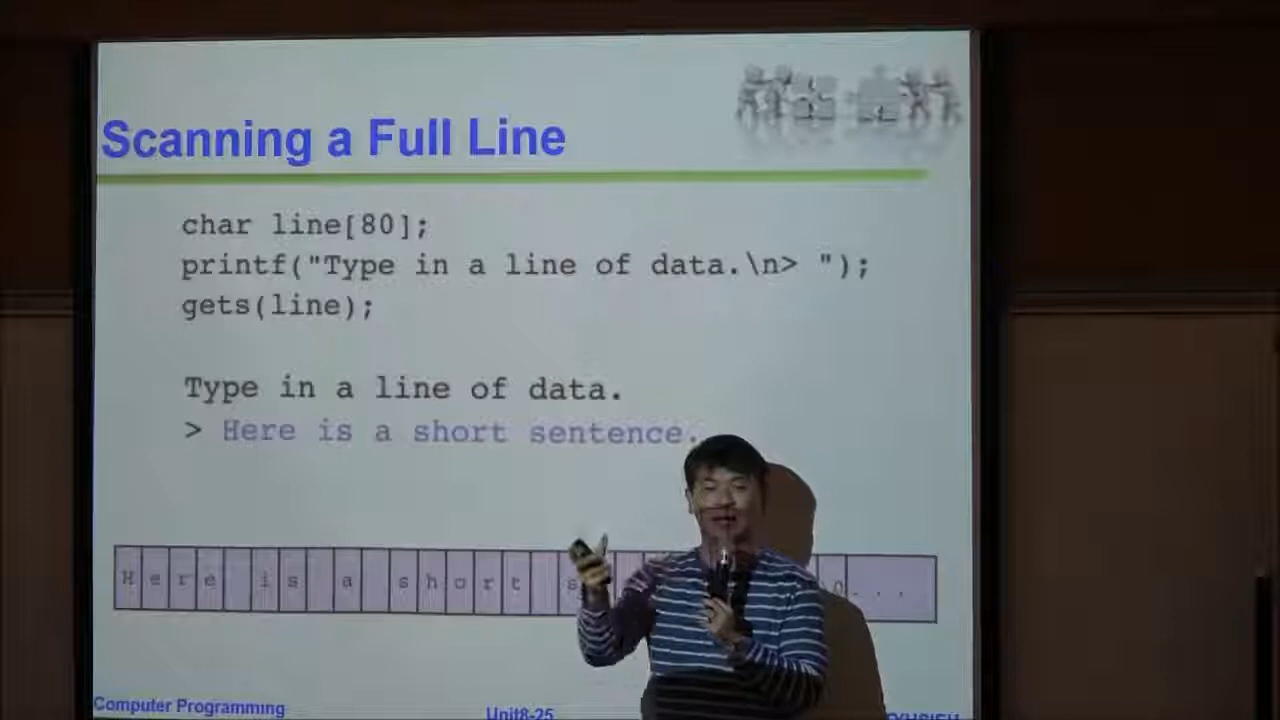 Scanning a Full Line
char line[80];
printf("Type in a line of data.\n> ");
gets(line);
Type in a line of data.
> Here is a short sentence.
H e r e i s a s h o r t s
Computer Programming
Unit8-25